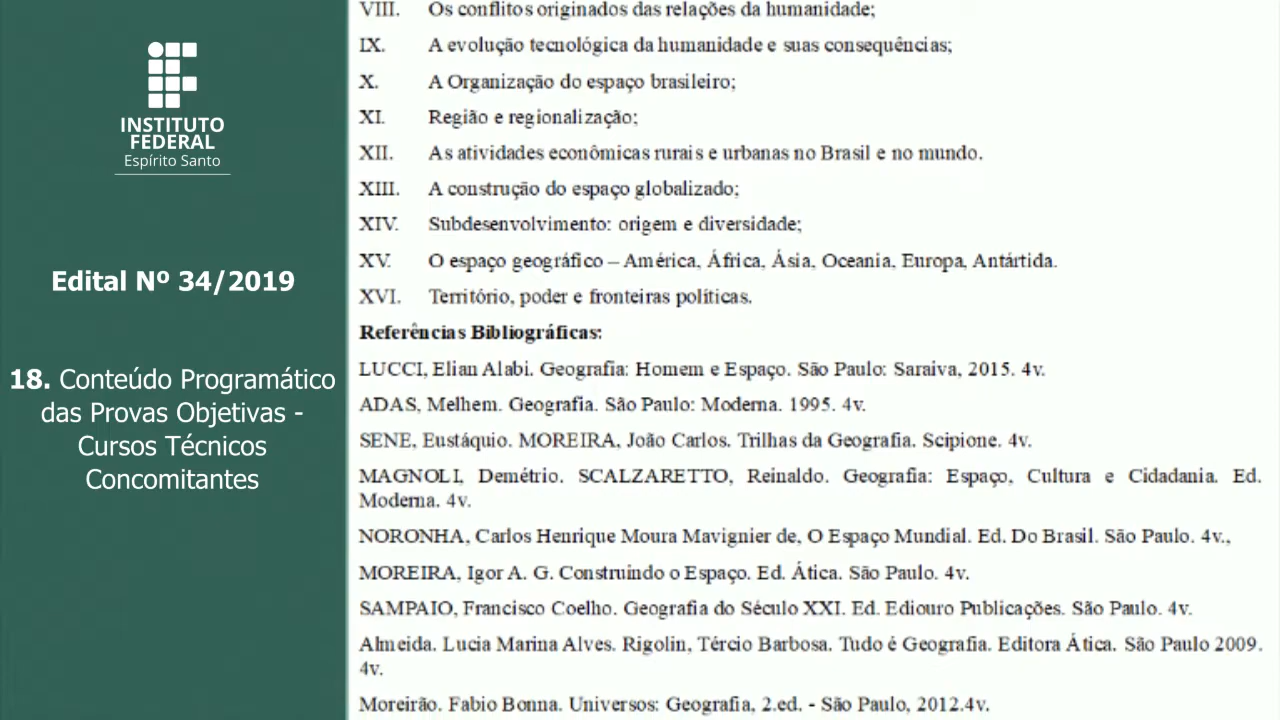 INSTITUTO
FEDERAL
Espírito Santo
Edital Nº 34/2019
18. Conteúdo Programático
das Provas Objetivas -
Cursos Técnicos
Concomitantes
VIII. Os conflitos originados das relações da humanidade;
IX. A evolução tecnológica da humanidade e suas consequências;
X. A Organização do espaço brasileiro;
XI. Região e regionalização;
XII. As atividades econômicas rurais e urbanas no Brasil e no mundo.
XIII. A construção do espaço globalizado;
XIV. Subdesenvolvimento: origem e diversidade;
XV. O espaço geográfico – América, África, Ásia, Oceania, Europa, Antártida.
XVI. Território, poder e fronteiras políticas.
Referências Bibliográficas:
LUCCI, Elian Alabi. Geografia: Homem e Espaço. São Paulo: Saraiva, 2015. 4v.
ADAS, Melhem. Geografia. São Paulo: Moderna. 1995. 4v.
SENE, Eustáquio. MOREIRA, João Carlos. Trilhas da Geografia. Scipione. 4v.
MAGNOLI, Demétrio. SCALZARETTO, Reinaldo. Geografia: Espaço, Cultura e Cidadania. Ed.
Moderna. 4v.
NORONHA, Carlos Henrique Moura Mavignier de, O Espaço Mundial. Ed. Do Brasil. São Paulo. 4v.,
MOREIRA, Igor A. G. Construindo o Espaço. Ed. Ática. São Paulo. 4v.
SAMPAIO, Francisco Coelho. Geografia do Século XXI. Ed. Ediouro Publicações. São Paulo. 4v.
Almeida. Lucia Marina Alves. Rigolin, Tércio Barbosa. Tudo é Geografia. Editora Ática. São Paulo 2009.
4v.
Moreirão. Fabio Bonna. Universos: Geografia, 2.ed. - São Paulo, 2012.4v.